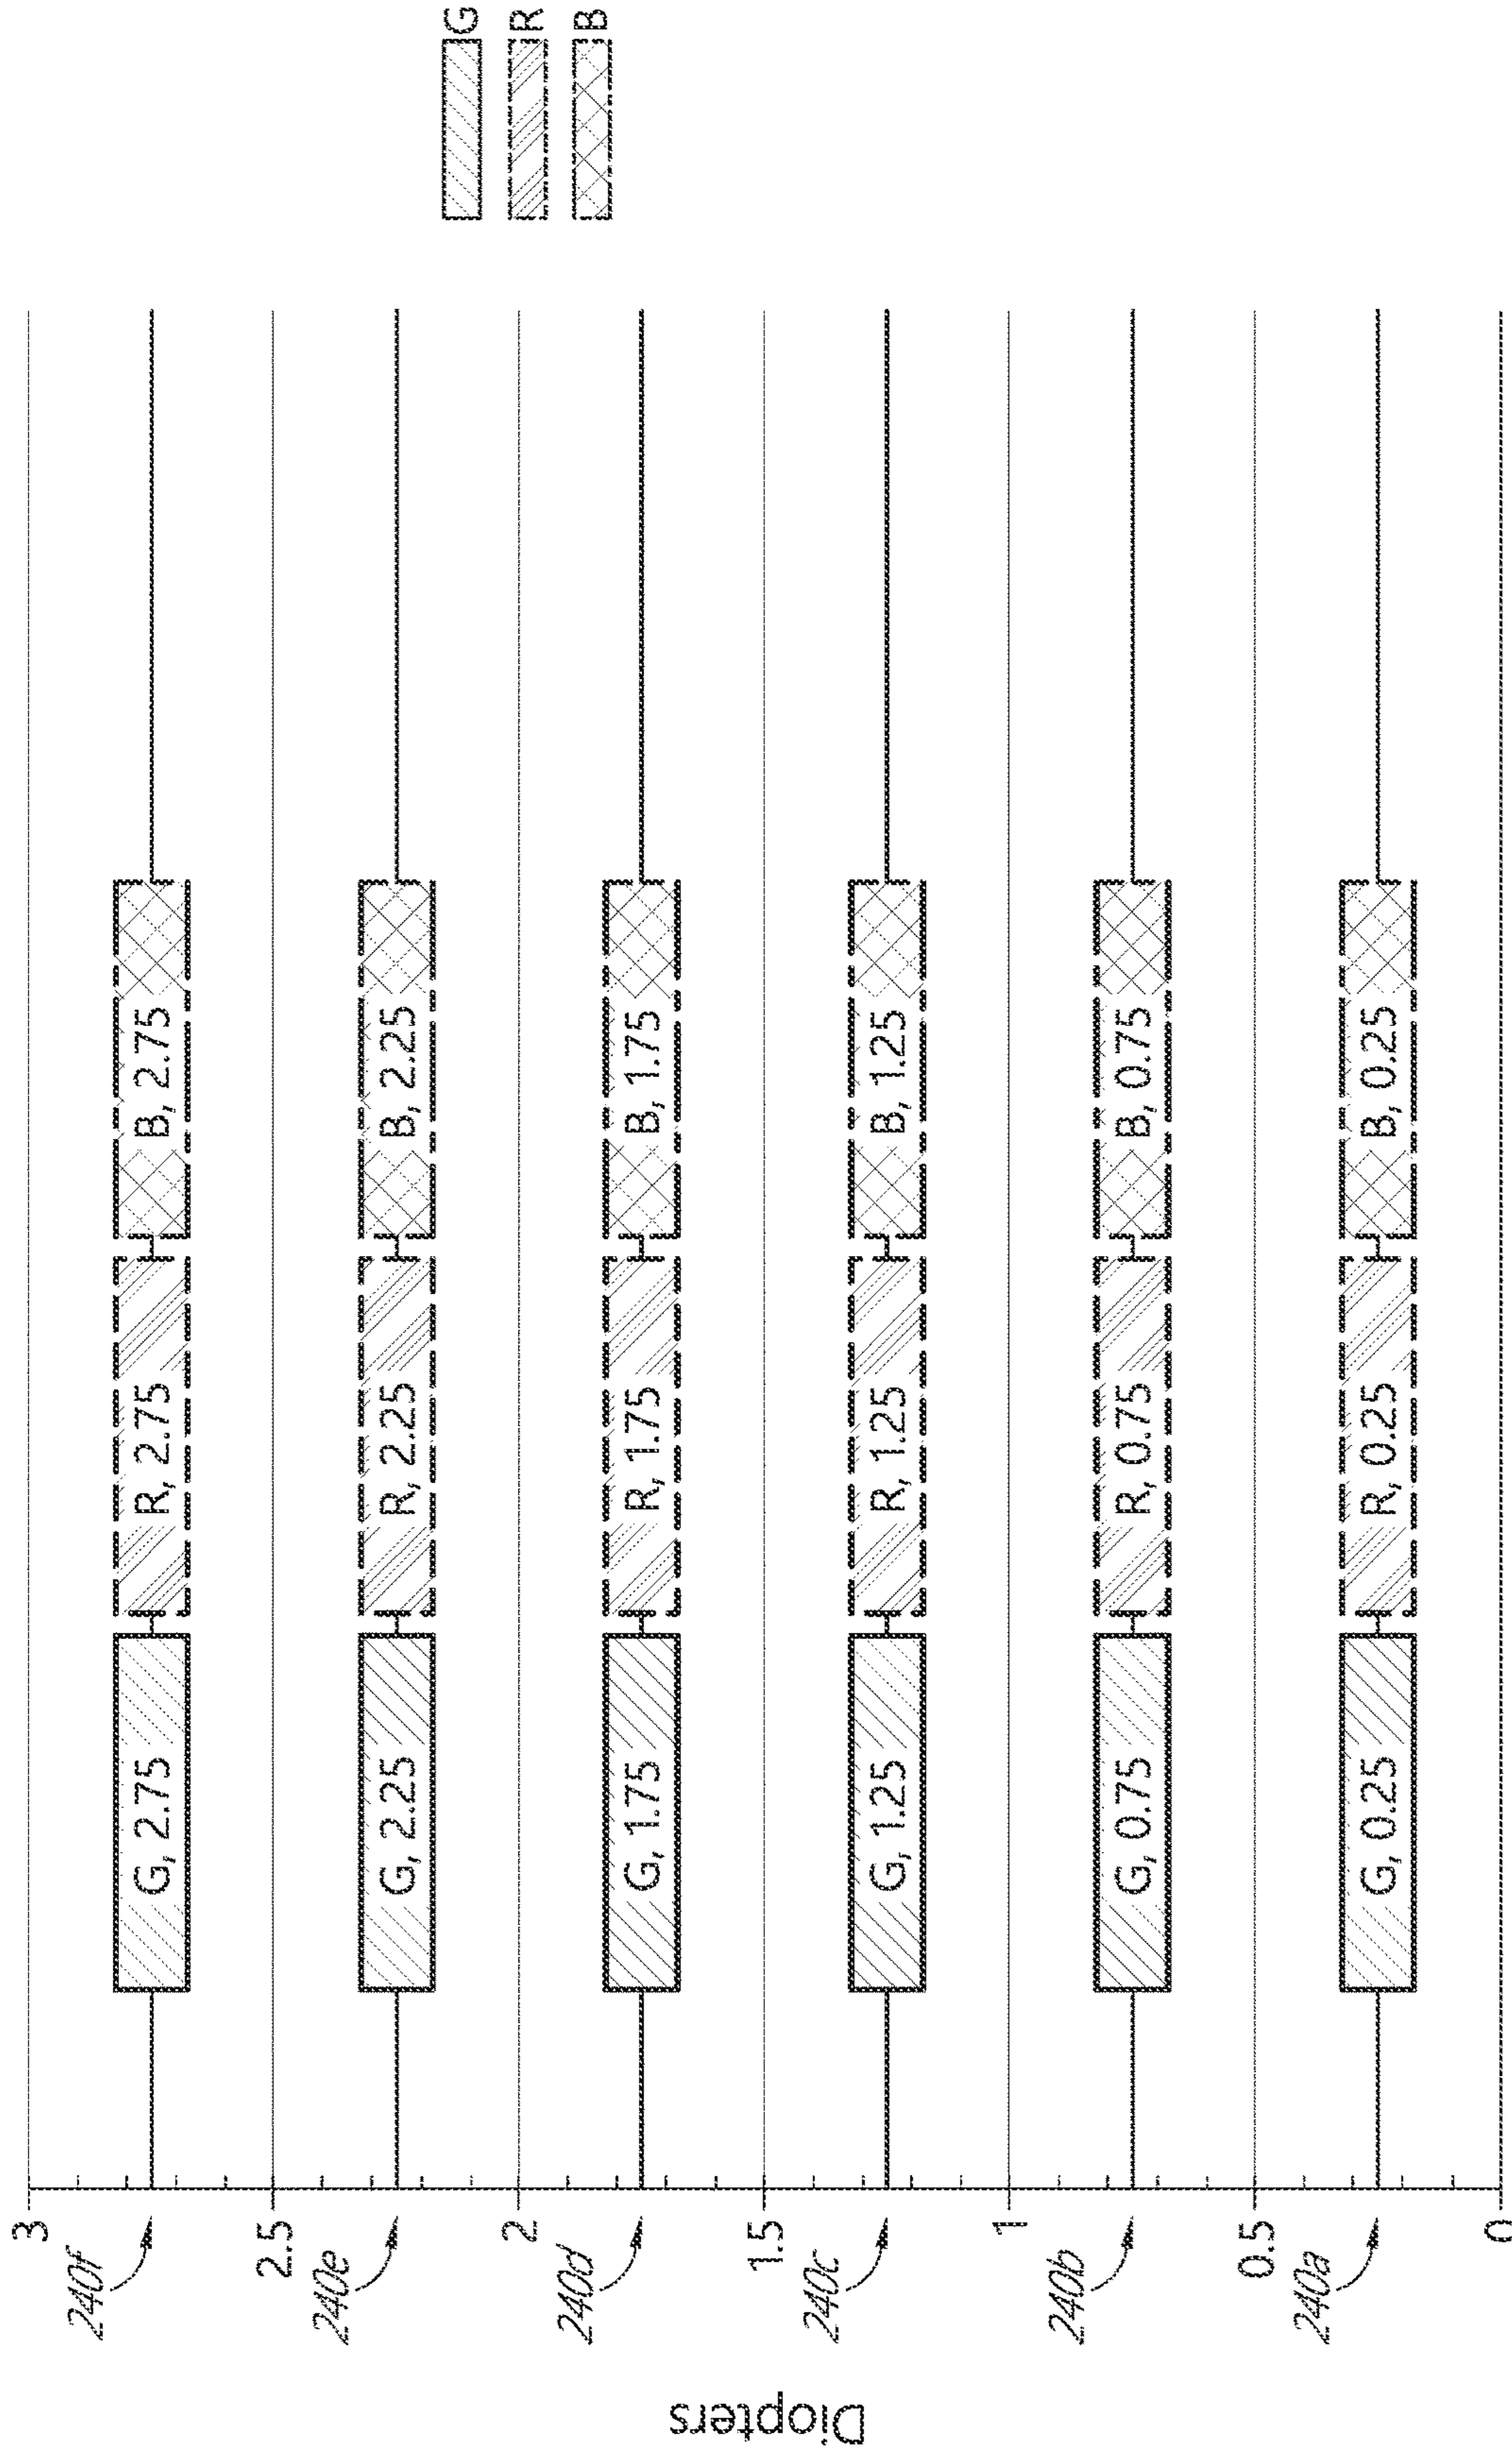 3
240f G, 2.75 R, 2.75 B, 2.75
2.5
240e G, 2.25 R, 2.25 B, 2.25
2
240d G, 1.75 R, 1.75 B, 1.75
1.5
240c G, 1.25 R, 1.25 B, 1.25
1
240b G, 0.75 R, 0.75 B, 0.75
0.5
240a G, 0.25 R, 0.25 B, 0.25
0
Diopters
G
R
B